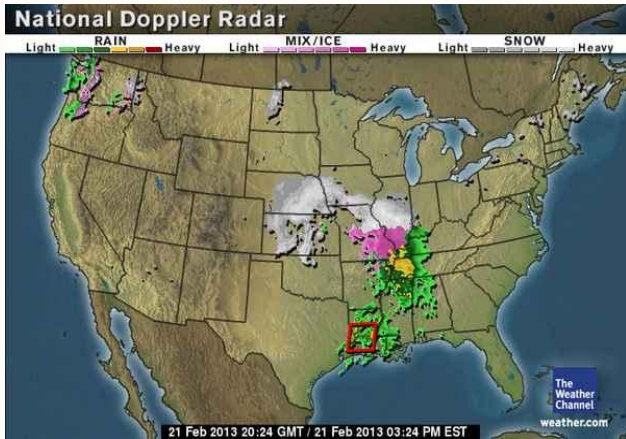 National Doppler Radar
RAIN MIX/ICE SNOW
Light Heavy Light Heavy Light Heavy
The
Weather
Channel
weather.com
21 Feb 2013 20:24 GMT / 21 Feb 2013 03:24 PM EST